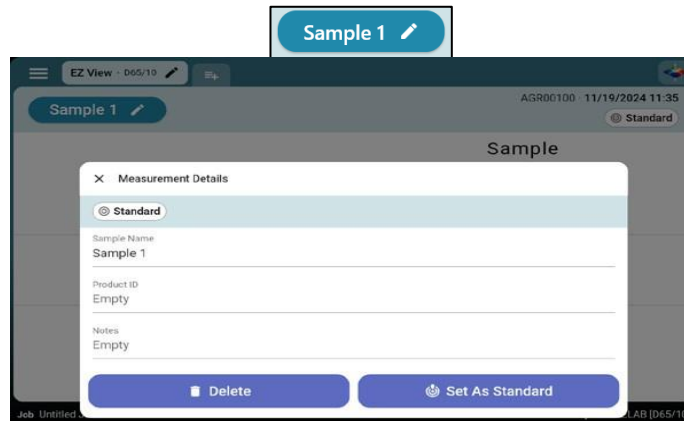 Sample 1
EZ View · D65/10
AGR00100 · 11/19/2024 11:35
Sample 1
Standard
Sample
Measurement Details
Standard
Sample Name
Sample 1
Product ID
Empty
Notes
Empty
Delete
Set As Standard
Job Untitled
LAB [D65/10